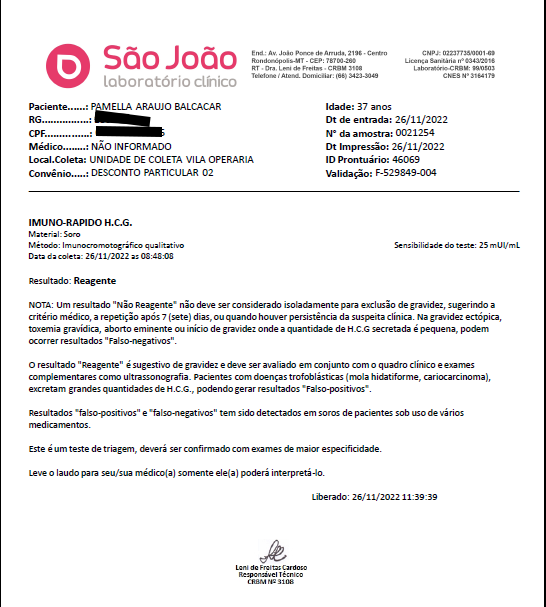 São João
laboratório clínico
End.: Av. João Ponce de Arruda, 2196 - Centro
Rondonópolis-MT - CEP: 78700-260
RT - Dra. Leni de Freitas - CRBM 3108
Telefone / Atend. Domiciliar: (66) 3423-3049
CNPJ: 02237735/0001-69
Licença Sanitária nº 0343/2016
Laboratório-CRBM: 99/0503
CNES Nº 3164179
Paciente......: PAMELLA ARAUJO BALCACAR
RG................:
CPF..............:
Médico........: NÃO INFORMADO
Local.Coleta: UNIDADE DE COLETA VILA OPERARIA
Convênio.....: DESCONTO PARTICULAR 02
Idade: 37 anos
Dt de entrada: 26/11/2022
Nº da amostra: 0021254
Dt Impressão: 26/11/2022
ID Prontuário: 46069
Validação: F-529849-004
IMUNO-RAPIDO H.C.G.
Material: Soro
Método: Imunocromotográfico qualitativo
Sensibilidade do teste: 25 mUI/mL
Data da coleta: 26/11/2022 as 08:48:08
Resultado: Reagente
NOTA: Um resultado "Não Reagente" não deve ser considerado isoladamente para exclusão de gravidez, sugerindo a
critério médico, a repetição após 7 (sete) dias, ou quando houver persistência da suspeita clínica. Na gravidez ectópica,
toxemia gravídica, aborto eminente ou início de gravidez onde a quantidade de H.C.G secretada é pequena, podem
ocorrer resultados "Falso-negativos".
O resultado "Reagente" é sugestivo de gravidez e deve ser avaliado em conjunto com o quadro clínico e exames
complementares como ultrassonografia. Pacientes com doenças trofoblásticas (mola hidatiforme, cariocarcinoma),
excretam grandes quantidades de H.C.G., podendo gerar resultados "Falso-positivos".
Resultados "falso-positivos" e "falso-negativos" tem sido detectados em soros de pacientes sob uso de vários
medicamentos.
Este é um teste de triagem, deverá ser confirmado com exames de maior especificidade.
Leve o laudo para seu/sua médico(a) somente ele(a) poderá interpretá-lo.
Liberado: 26/11/2022 11:39:39
Leni de Freitas Cardoso
Responsável Técnico
CRBM Nº 3108